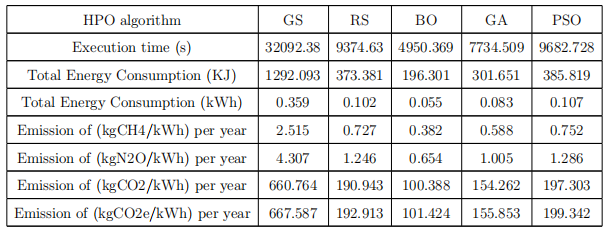 HPO algorithm GS RS BO GA PSO
Execution time (s) 32092.38 9374.63 4950.369 7734.509 9682.728
Total Energy Consumption (KJ) 1292.093 373.381 196.301 301.651 385.819
Total Energy Consumption (kWh) 0.359 0.102 0.055 0.083 0.107
Emission of (kgCH4/kWh) per year 2.515 0.727 0.382 0.588 0.752
Emission of (kgN2O/kWh) per year 4.307 1.246 0.654 1.005 1.286
Emission of (kgCO2/kWh) per year 660.764 190.943 100.388 154.262 197.303
Emission of (kgCO2e/kWh) per year 667.587 192.913 101.424 155.853 199.342